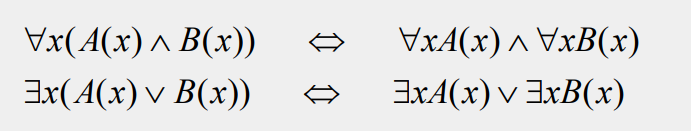 ∀x(A(x) ∧ B(x)) ⇔ ∀xA(x) ∧ ∀xB(x)
∃x(A(x) ∨ B(x)) ⇔ ∃xA(x) ∨ ∃xB(x)